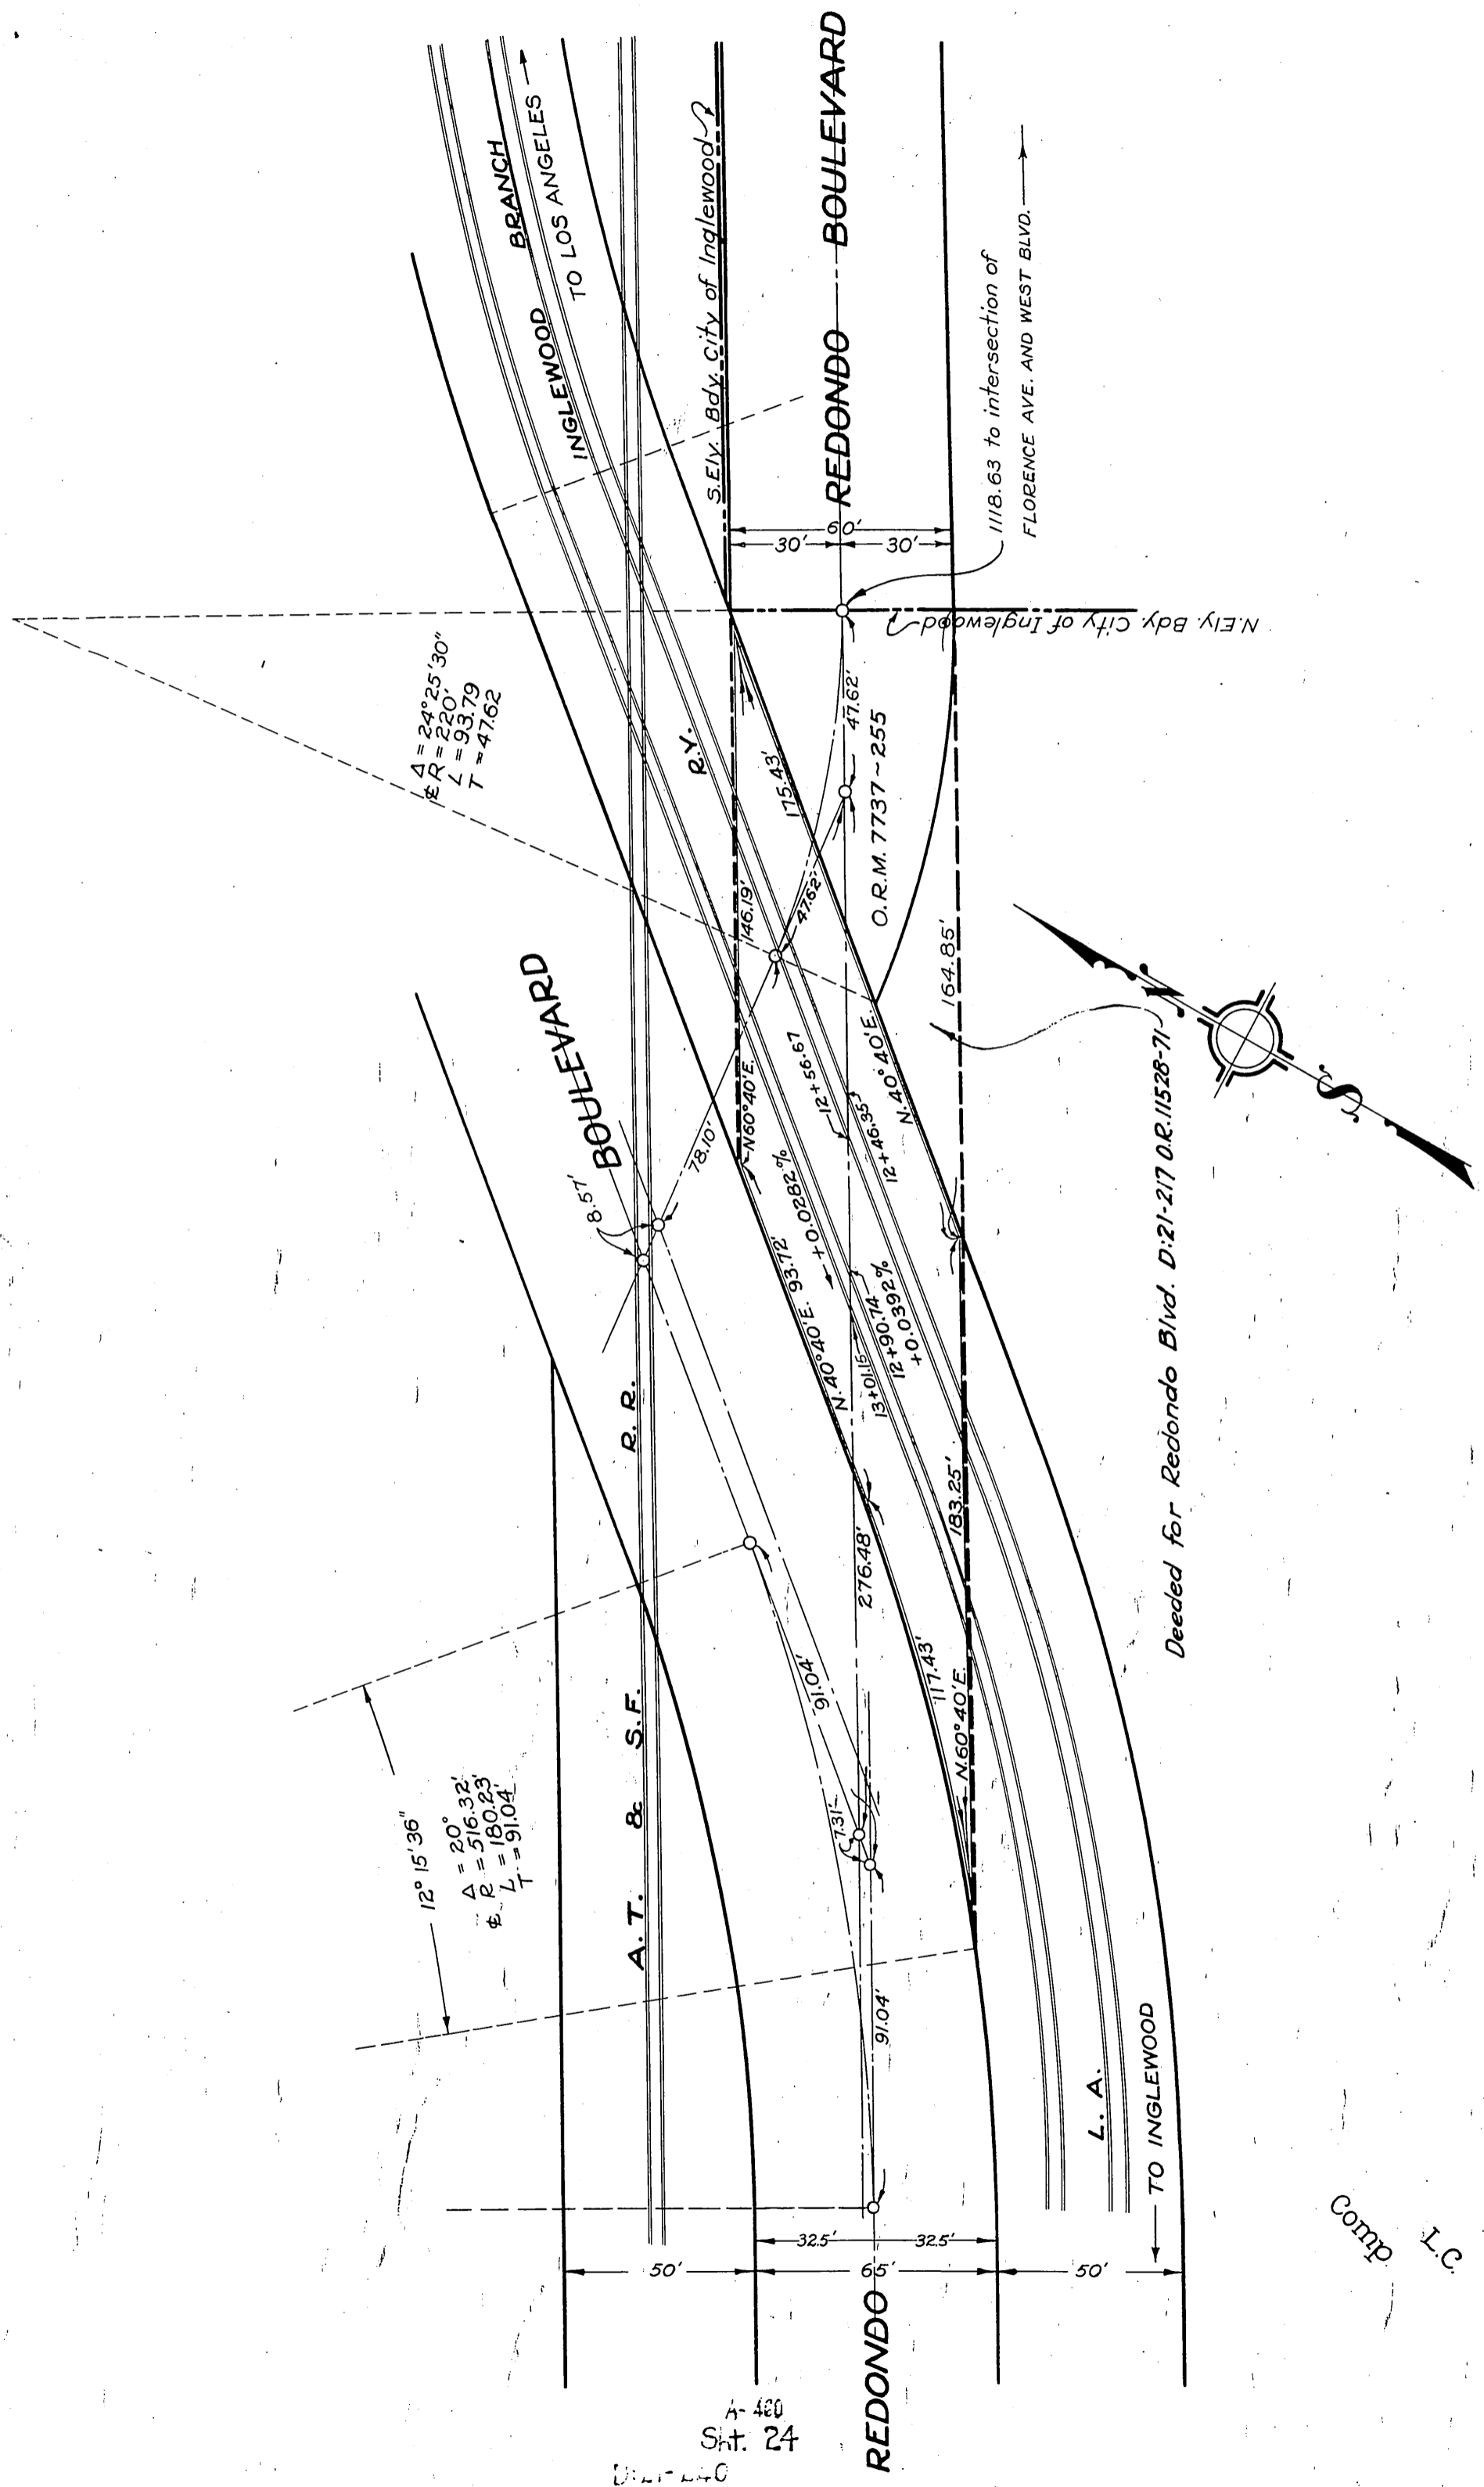 BRANCH
INGLEWOOD
TO LOS ANGELES
S.Ely. Bdy. City of Inglewood
REDONDO BOULEVARD
1118.63 to intersection of
FLORENCE AVE. AND WEST BLVD.
60'
30' 30'
N.Ely. Bdy. City of Inglewood
Δ = 24°25'30"
℄ R = 220'
L = 93.79
T = 47.62
R.Y.
175.43'
47.62'
47.62'
O.R.M. 7737~255
146.19'
164.85'
BOULEVARD
8.57'
78.10'
N60°40'E.
12+56.67
12+46.35
N.40°40'E.
+0.0282%
N.40°40'E. 93.72'
13+01.15
12+90.74
+0.0392%
N
S
Deeded for Redondo Blvd. D:21-217 O.R.11528-71
R. R.
183.25'
276.48'
117.43'
N.60°40'E.
91.04'
7.31'
12°15'36"
Δ = 20°
℄ R = 516.32'
L = 180.23'
T = 91.04'
A. T. & S.F.
91.04'
L. A.
TO INGLEWOOD
32.5' 32.5'
50' 65' 50'
REDONDO
Comp L.C.
A-460
Sht. 24